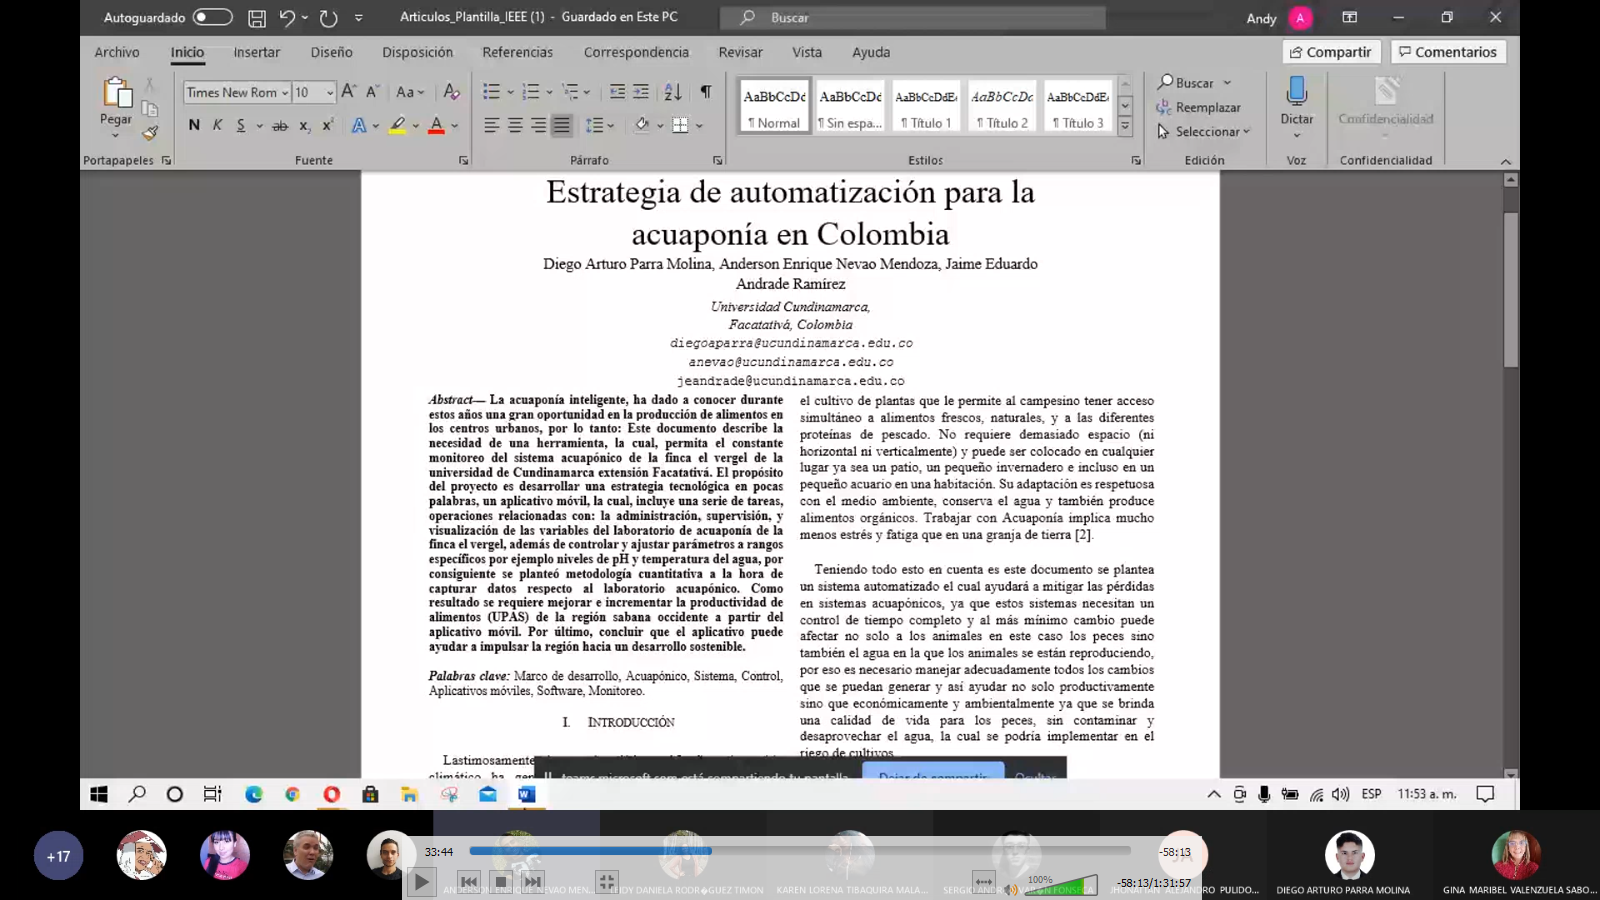 Autoguardado
Articulos_Plantilla_IEEE (1) - Guardado en Este PC
Buscar
Andy
A
Archivo Inicio Insertar Diseño Disposición Referencias Correspondencia Revisar Vista Ayuda
Compartir
Comentarios
Pegar
Times New Rom 10
Aa
N K S ab x₂ x² A A
AaBbCcDd AaBbCcDd AaBbCcDdE AaBbCcDc AaBbCcDdE
¶ Normal ¶ Sin espa... ¶ Título 1 ¶ Título 2 ¶ Título 3
Buscar
Reemplazar
Seleccionar
Dictar
Confidencialidad
Portapapeles Fuente Párrafo Estilos Edición Voz Confidencialidad
Estrategia de automatización para la
acuaponía en Colombia
Diego Arturo Parra Molina, Anderson Enrique Nevao Mendoza, Jaime Eduardo
Andrade Ramírez
Universidad Cundinamarca,
Facatativá, Colombia
diegoaparra@ucundinamarca.edu.co
anevao@ucundinamarca.edu.co
jeandrade@ucundinamarca.edu.co
Abstract— La acuaponía inteligente, ha dado a conocer durante
estos años una gran oportunidad en la producción de alimentos en
los centros urbanos, por lo tanto: Este documento describe la
necesidad de una herramienta, la cual, permita el constante
monitoreo del sistema acuapónico de la finca el vergel de la
universidad de Cundinamarca extensión Facatativá. El propósito
del proyecto es desarrollar una estrategia tecnológica en pocas
palabras, un aplicativo móvil, la cual, incluye una serie de tareas,
operaciones relacionadas con: la administración, supervisión, y
visualización de las variables del laboratorio de acuaponía de la
finca el vergel, además de controlar y ajustar parámetros a rangos
específicos por ejemplo niveles de pH y temperatura del agua, por
consiguiente se planteó metodología cuantitativa a la hora de
capturar datos respecto al laboratorio acuapónico. Como
resultado se requiere mejorar e incrementar la productividad de
alimentos (UPAS) de la región sabana occidente a partir del
aplicativo móvil. Por último, concluir que el aplicativo puede
ayudar a impulsar la región hacia un desarrollo sostenible.
Palabras clave: Marco de desarrollo, Acuapónico, Sistema, Control,
Aplicativos móviles, Software, Monitoreo.
I. INTRODUCCIÓN
Lastimosamente
climático ha
el cultivo de plantas que le permite al campesino tener acceso
simultáneo a alimentos frescos, naturales, y a las diferentes
proteínas de pescado. No requiere demasiado espacio (ni
horizontal ni verticalmente) y puede ser colocado en cualquier
lugar ya sea un patio, un pequeño invernadero e incluso en un
pequeño acuario en una habitación. Su adaptación es respetuosa
con el medio ambiente, conserva el agua y también produce
alimentos orgánicos. Trabajar con Acuaponía implica mucho
menos estrés y fatiga que en una granja de tierra [2].
Teniendo todo esto en cuenta es este documento se plantea
un sistema automatizado el cual ayudará a mitigar las pérdidas
en sistemas acuapónicos, ya que estos sistemas necesitan un
control de tiempo completo y al más mínimo cambio puede
afectar no solo a los animales en este caso los peces sino
también el agua en la que los animales se están reproduciendo,
por eso es necesario manejar adecuadamente todos los cambios
que se puedan generar y así ayudar no solo productivamente
sino que económicamente y ambientalmente ya que se brinda
una calidad de vida para los peces, sin contaminar y
desaprovechar el agua, la cual se podría implementar en el
riego de cultivos.
teams.microsoft.com está compartiendo tu pantalla. Dejar de compartir Ocultar
ESP 11:53 a. m.
+17
33:44
-58:13
100%
-58:13/1:31:57
ANDERSON ENRIQUE NEVAO MEN...
KAREN LORENA TIBAQUIRA MALA...
DIEGO ARTURO PARRA MOLINA
GINA MARIBEL VALENZUELA SABO...